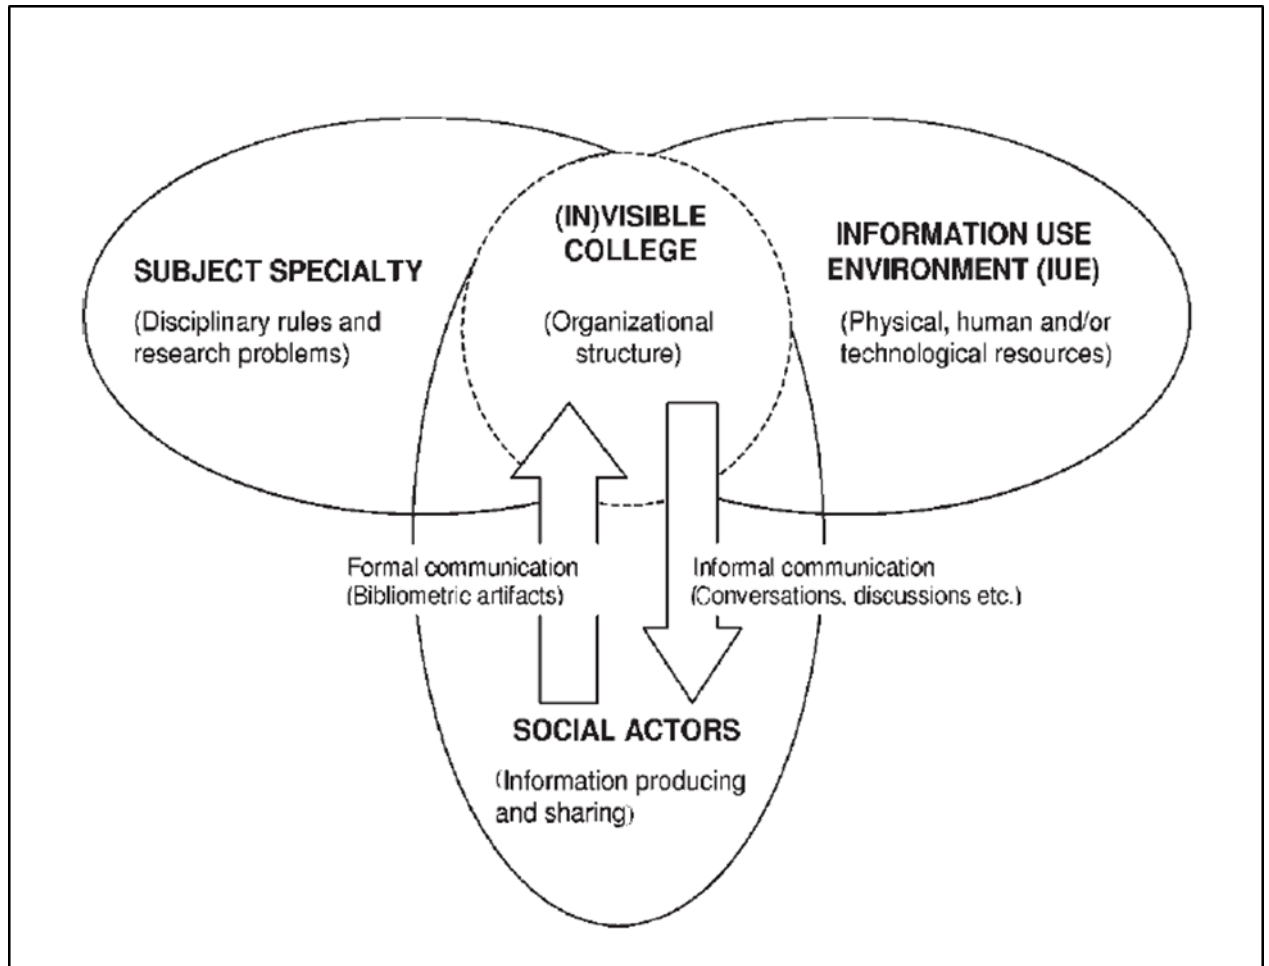 (IN)VISIBLE
COLLEGE
(Organizational
structure)
SUBJECT SPECIALTY
(Disciplinary rules and
research problems)
INFORMATION USE
ENVIRONMENT (IUE)
(Physical, human and/or
technological resources)
Formal communication
(Bibliometric artifacts)
Informal communication
(Conversations, discussions etc.)
SOCIAL ACTORS
(Information producing
and sharing)